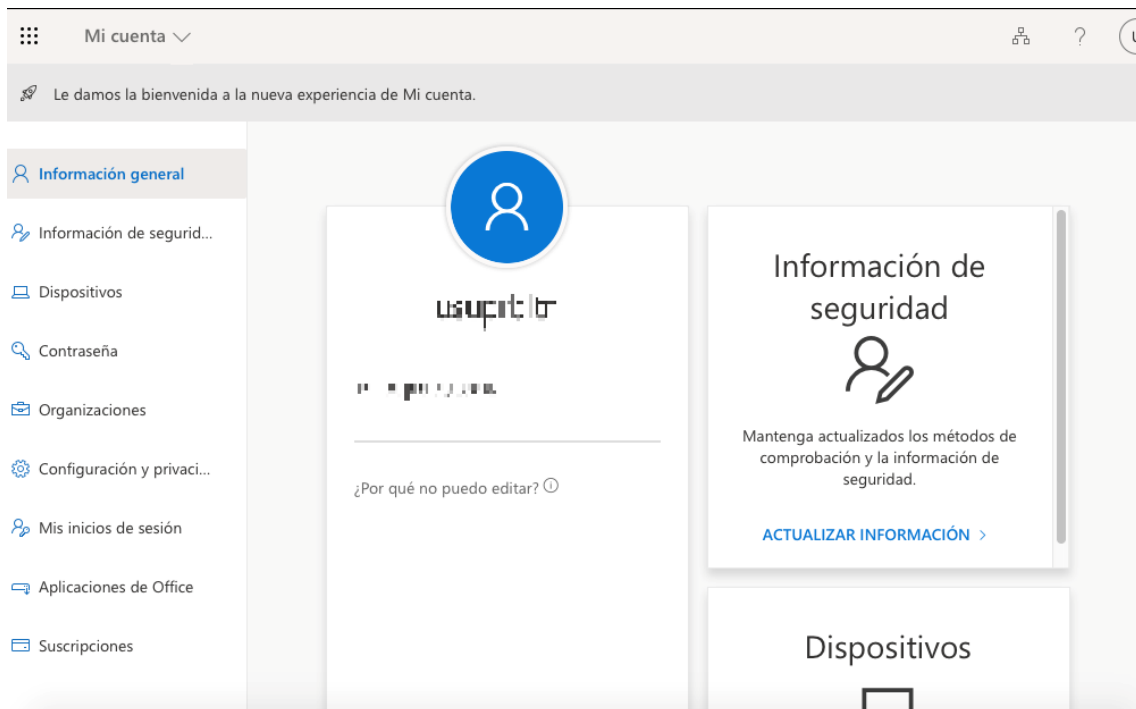 Mi cuenta
?
Le damos la bienvenida a la nueva experiencia de Mi cuenta.
Información general
Información de segurid...
Dispositivos
Contraseña
Organizaciones
Configuración y privaci...
Mis inicios de sesión
Aplicaciones de Office
Suscripciones
¿Por qué no puedo editar?
Información de
seguridad
Mantenga actualizados los métodos de
comprobación y la información de
seguridad.
ACTUALIZAR INFORMACIÓN >
Dispositivos